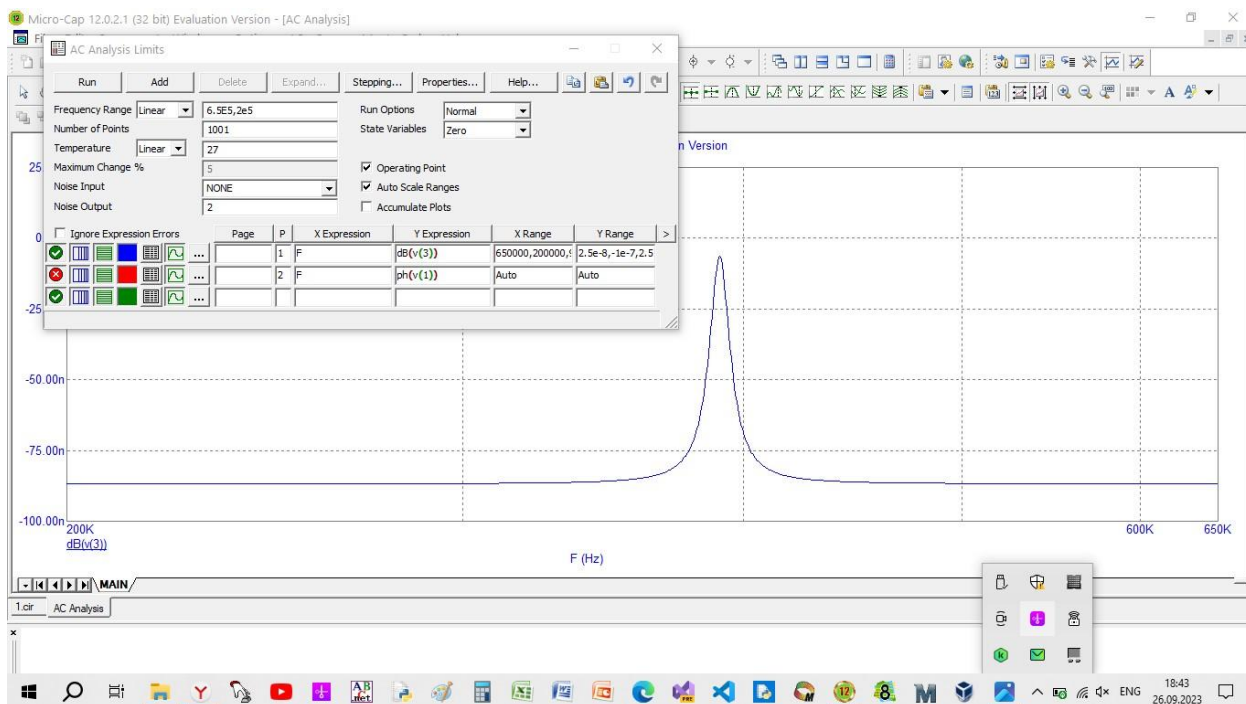 Micro-Cap 12.0.2.1 (32 bit) Evaluation Version - [AC Analysis]
AC Analysis Limits
Run Add Delete Expand... Stepping... Properties... Help...
Frequency Range Linear 6.5E5,2e5 Run Options Normal
Number of Points 1001 State Variables Zero
Temperature Linear 27
Maximum Change % 5 Operating Point
Noise Input NONE Auto Scale Ranges
Noise Output 2 Accumulate Plots
Ignore Expression Errors Page P X Expression Y Expression X Range Y Range >
... 1 F dB(v(3)) 650000,200000, 2.5e-8,-1e-7,2.5
... 2 F ph(v(1)) Auto Auto
...
n Version
25
0
-25
-50.00n
-75.00n
-100.00n
200K 600K 650K
dB(v(3))
F (Hz)
MAIN
1.cir AC Analysis
18:43
ENG
26.09.2023